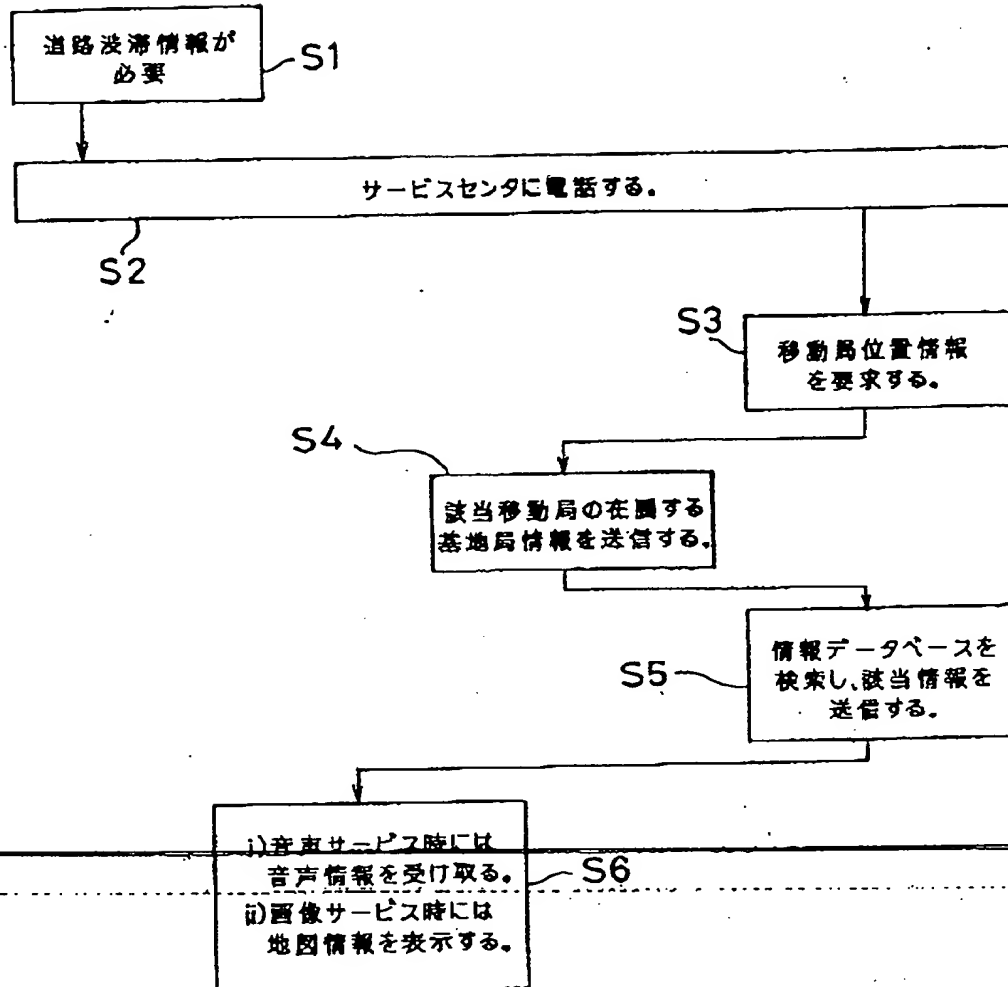 道路渋滞情報が
必要
S1
サービスセンタに電話する。
S2
S3
移動局位置情報
を要求する。
S4
該当移動局の在圏する
基地局情報を送信する。
S5
情報データベースを
検索し、該当情報を
送信する。
i)音声サービス時には
音声情報を受け取る。
S6
ii)画像サービス時には
地図情報を表示する。